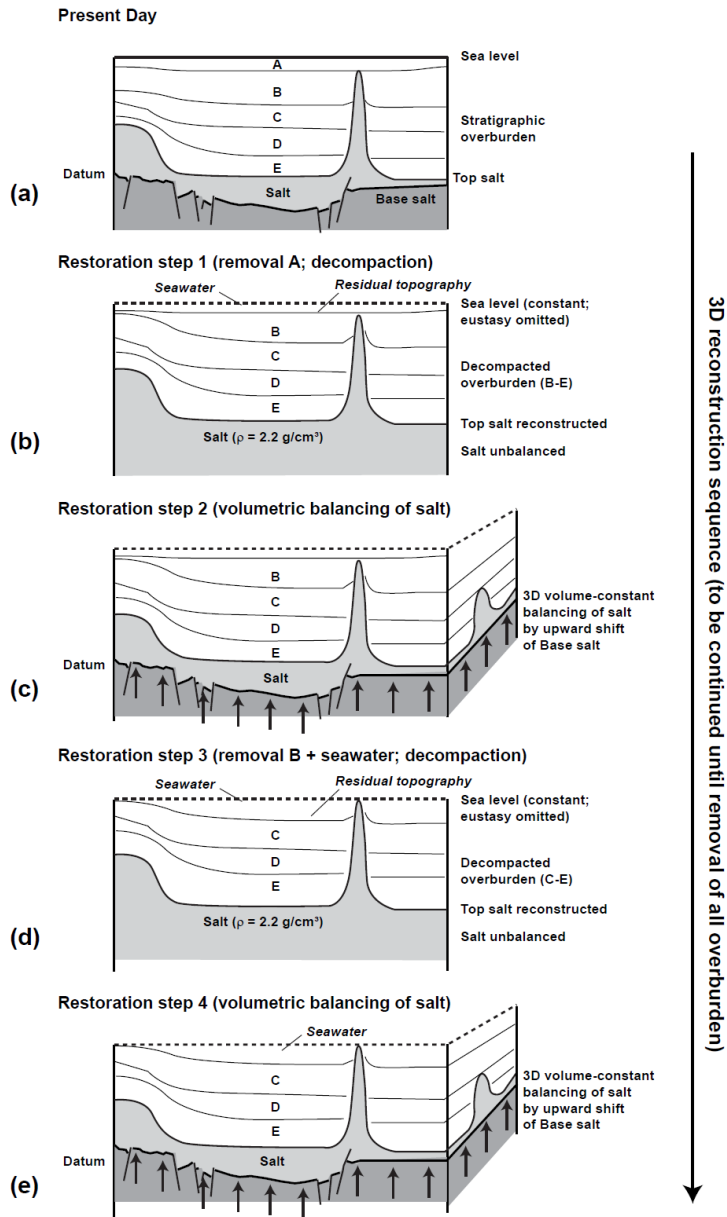 Present Day
Sea level
A
B
C
Stratigraphic
overburden
D
E
Datum
Top salt
Salt
Base salt
(a)
Restoration step 1 (removal A; decompaction)
Seawater
Residual topography
Sea level (constant;
eustasy omitted)
B
C
Decompacted
overburden (B-E)
D
E
Top salt reconstructed
Salt (ρ = 2.2 g/cm³)
Salt unbalanced
(b)
Restoration step 2 (volumetric balancing of salt)
B
C
D
E
3D volume-constant
balancing of salt
by upward shift
of Base salt
Datum
Salt
(c)
Restoration step 3 (removal B + seawater; decompaction)
Seawater
Residual topography
Sea level (constant;
eustasy omitted)
C
D
Decompacted
overburden (C-E)
E
Top salt reconstructed
Salt (ρ = 2.2 g/cm³)
Salt unbalanced
(d)
Restoration step 4 (volumetric balancing of salt)
Seawater
C
D
E
3D volume-constant
balancing of salt
by upward shift
of Base salt
Datum
Salt
(e)
3D reconstruction sequence (to be continued until removal of all overburden)